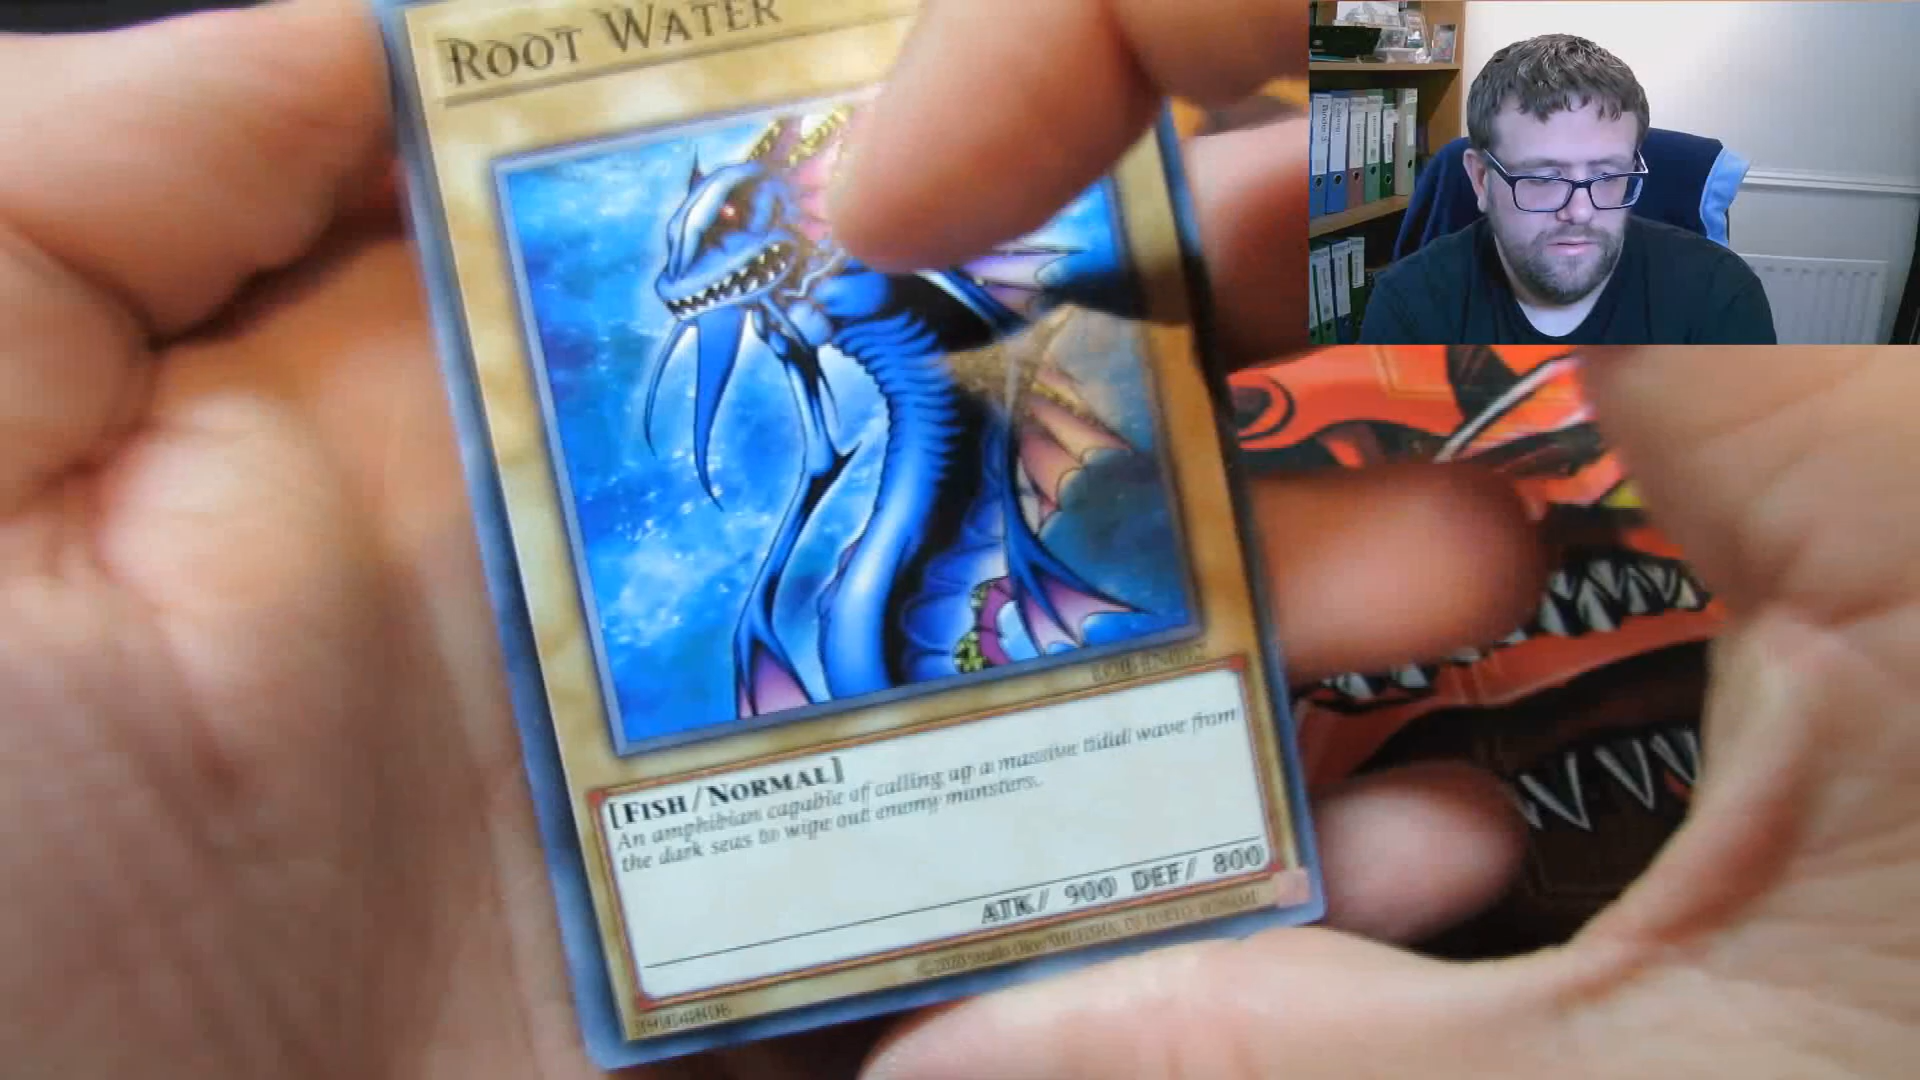 ROOT WATER
[FISH/NORMAL]
An amphibian capable of calling up a massive tidal wave from
the dark seas to wipe out enemy monsters.
ATK/ 900 DEF/ 800